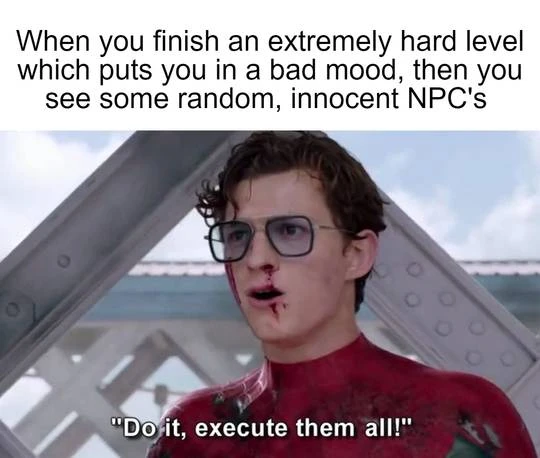 When you finish an extremely hard level
which puts you in a bad mood, then you
see some random, innocent NPC's
"Do it, execute them all!"